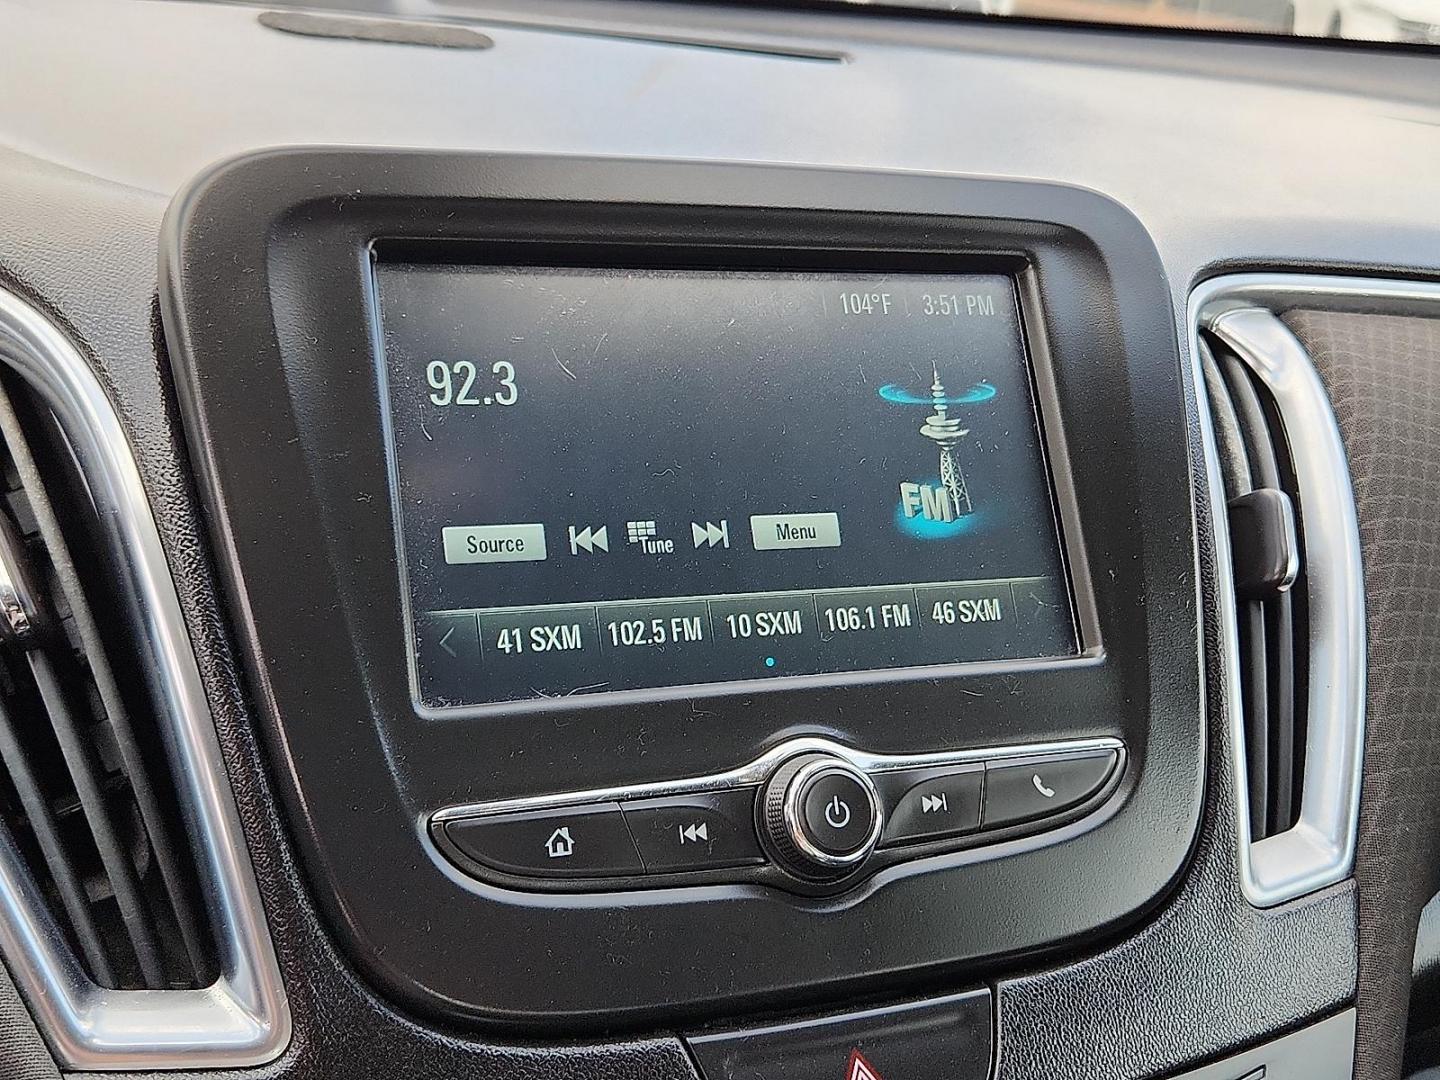 104°F 3:51 PM
92.3
FM
Source Tune Menu
41 SXM 102.5 FM 10 SXM 106.1 FM 46 SXM